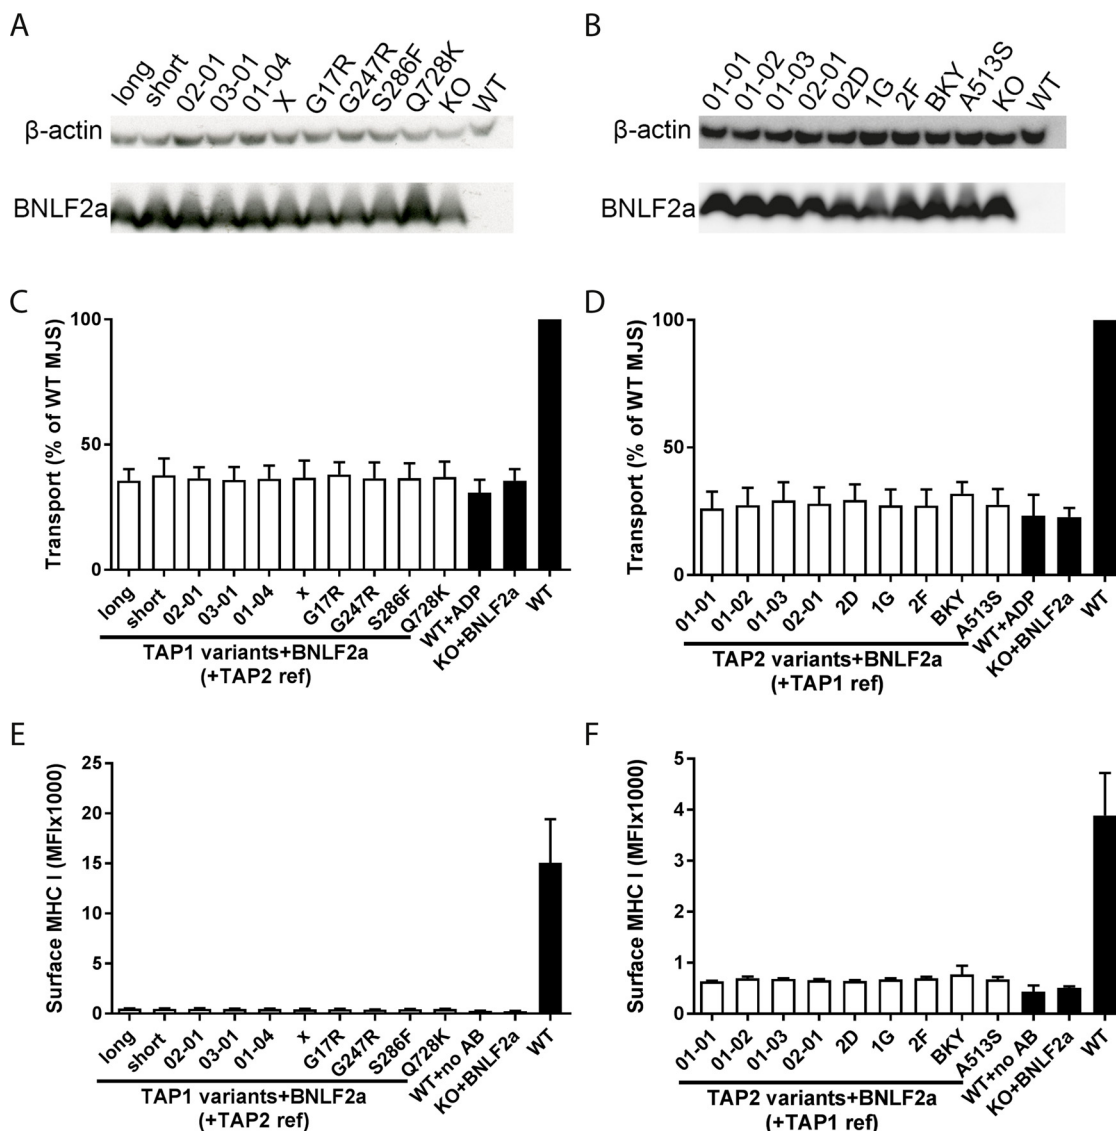 A
long
short
02-01
03-01
01-04
X
G17R
G247R
S286F
Q728K
KO
WT
β-actin
BNLF2a
B
01-01
01-02
01-03
02-01
02D
1G
2F
BKY
A513S
KO
WT
β-actin
BNLF2a
C
Transport (% of WT MJS)
100
50
0
long
short
02-01
03-01
01-04
x
G17R
G247R
S286F
Q728K
WT+ADP
KO+BNLF2a
WT
TAP1 variants+BNLF2a
(+TAP2 ref)
D
Transport (% of WT MJS)
100
50
0
01-01
01-02
01-03
02-01
2D
1G
2F
BKY
A513S
WT+ADP
KO+BNLF2a
WT
TAP2 variants+BNLF2a
(+TAP1 ref)
E
Surface MHC I (MFIx1000)
25
20
15
10
5
0
long
short
02-01
03-01
01-04
x
G17R
G247R
S286F
Q728K
WT+no AB
KO+BNLF2a
WT
TAP1 variants+BNLF2a
(+TAP2 ref)
F
Surface MHC I (MFIx1000)
5
4
3
2
1
0
01-01
01-02
01-03
02-01
2D
1G
2F
BKY
A513S
WT+no AB
KO+BNLF2a
WT
TAP2 variants+BNLF2a
(+TAP1 ref)